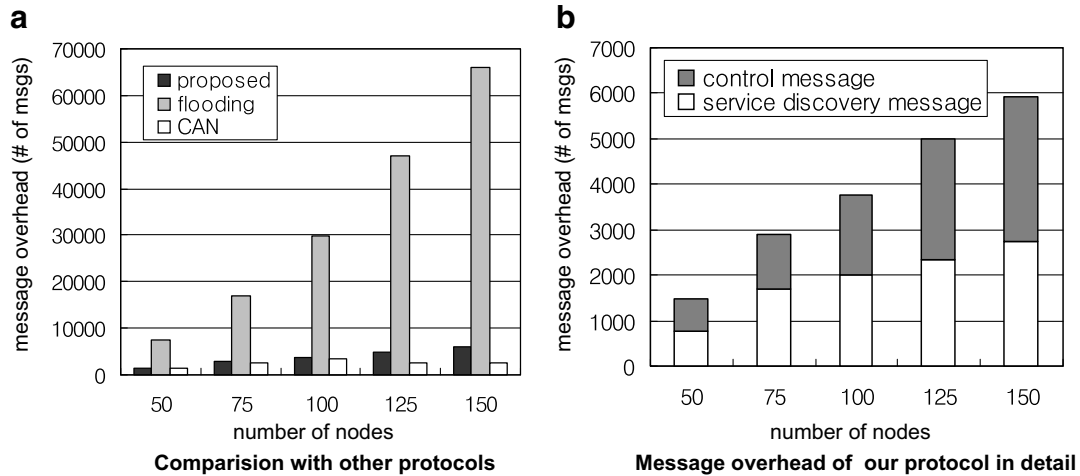 a
70000
60000
50000
40000
30000
20000
10000
0
message overhead (# of msgs)
proposed
flooding
CAN
50 75 100 125 150
number of nodes
Comparision with other protocols
b
7000
6000
5000
4000
3000
2000
1000
0
message overhead (# of msgs)
control message
service discovery message
50 75 100 125 150
number of nodes
Message overhead of our protocol in detail